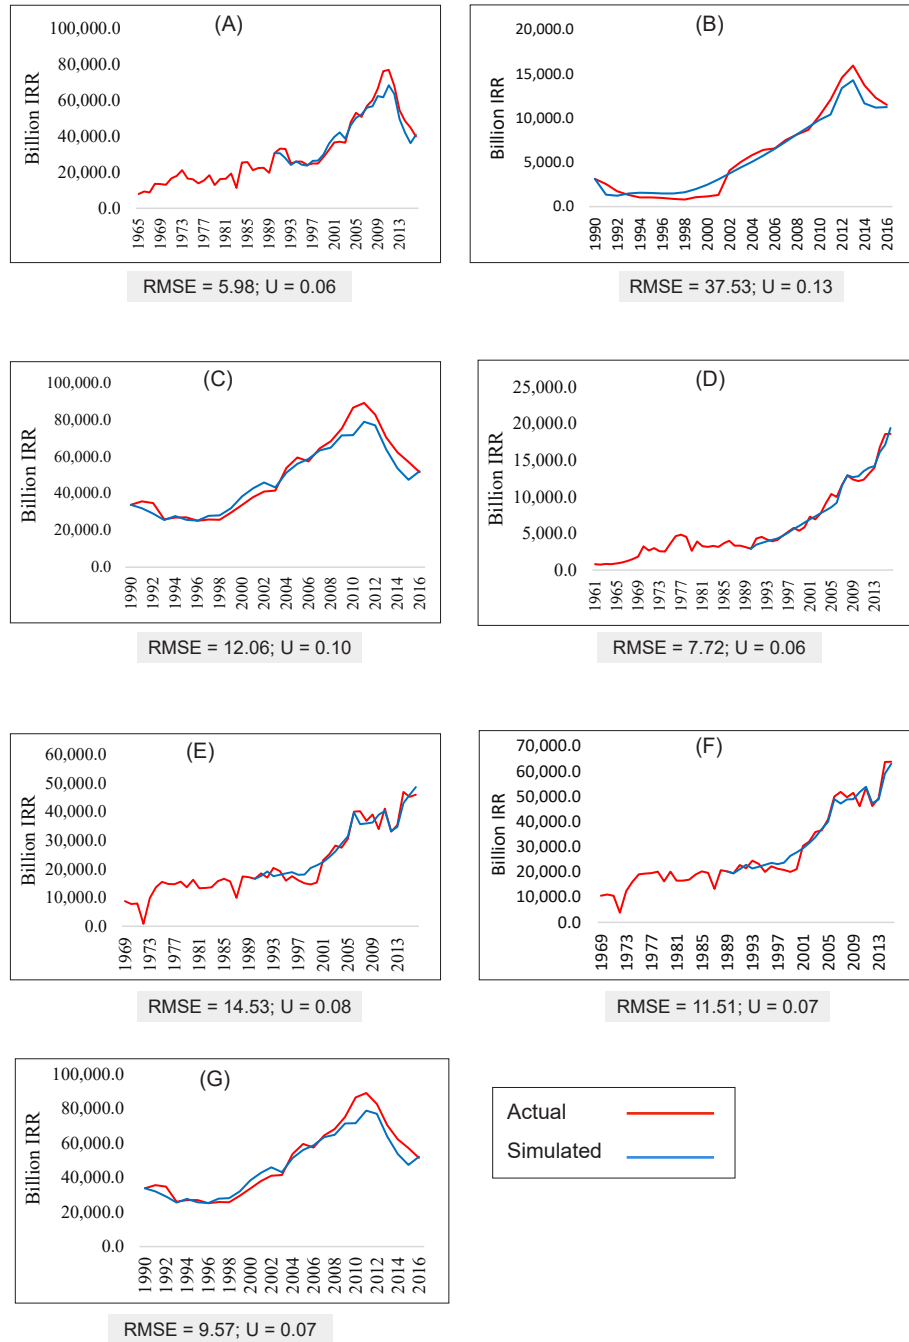 (A)
Billion IRR
100,000.0
80,000.0
60,000.0
40,000.0
20,000.0
0.0
1965 1969 1973 1977 1981 1985 1989 1993 1997 2001 2005 2009 2013
RMSE = 5.98; U = 0.06
(B)
Billion IRR
20,000.0
15,000.0
10,000.0
5,000.0
0.0
1990 1992 1994 1996 1998 2000 2002 2004 2006 2008 2010 2012 2014 2016
RMSE = 37.53; U = 0.13
(C)
Billion IRR
100,000.0
80,000.0
60,000.0
40,000.0
20,000.0
0.0
1990 1992 1994 1996 1998 2000 2002 2004 2006 2008 2010 2012 2014 2016
RMSE = 12.06; U = 0.10
(D)
Billion IRR
25,000.0
20,000.0
15,000.0
10,000.0
5,000.0
0.0
1961 1965 1969 1973 1977 1981 1985 1989 1993 1997 2001 2005 2009 2013
RMSE = 7.72; U = 0.06
(E)
Billion IRR
60,000.0
50,000.0
40,000.0
30,000.0
20,000.0
10,000.0
0.0
1969 1973 1977 1981 1985 1989 1993 1997 2001 2005 2009 2013
RMSE = 14.53; U = 0.08
(F)
Billion IRR
70,000.0
60,000.0
50,000.0
40,000.0
30,000.0
20,000.0
10,000.0
0.0
1969 1973 1977 1981 1985 1989 1993 1997 2001 2005 2009 2013
RMSE = 11.51; U = 0.07
(G)
Billion IRR
100,000.0
80,000.0
60,000.0
40,000.0
20,000.0
0.0
1990 1992 1994 1996 1998 2000 2002 2004 2006 2008 2010 2012 2014 2016
RMSE = 9.57; U = 0.07
Actual
Simulated